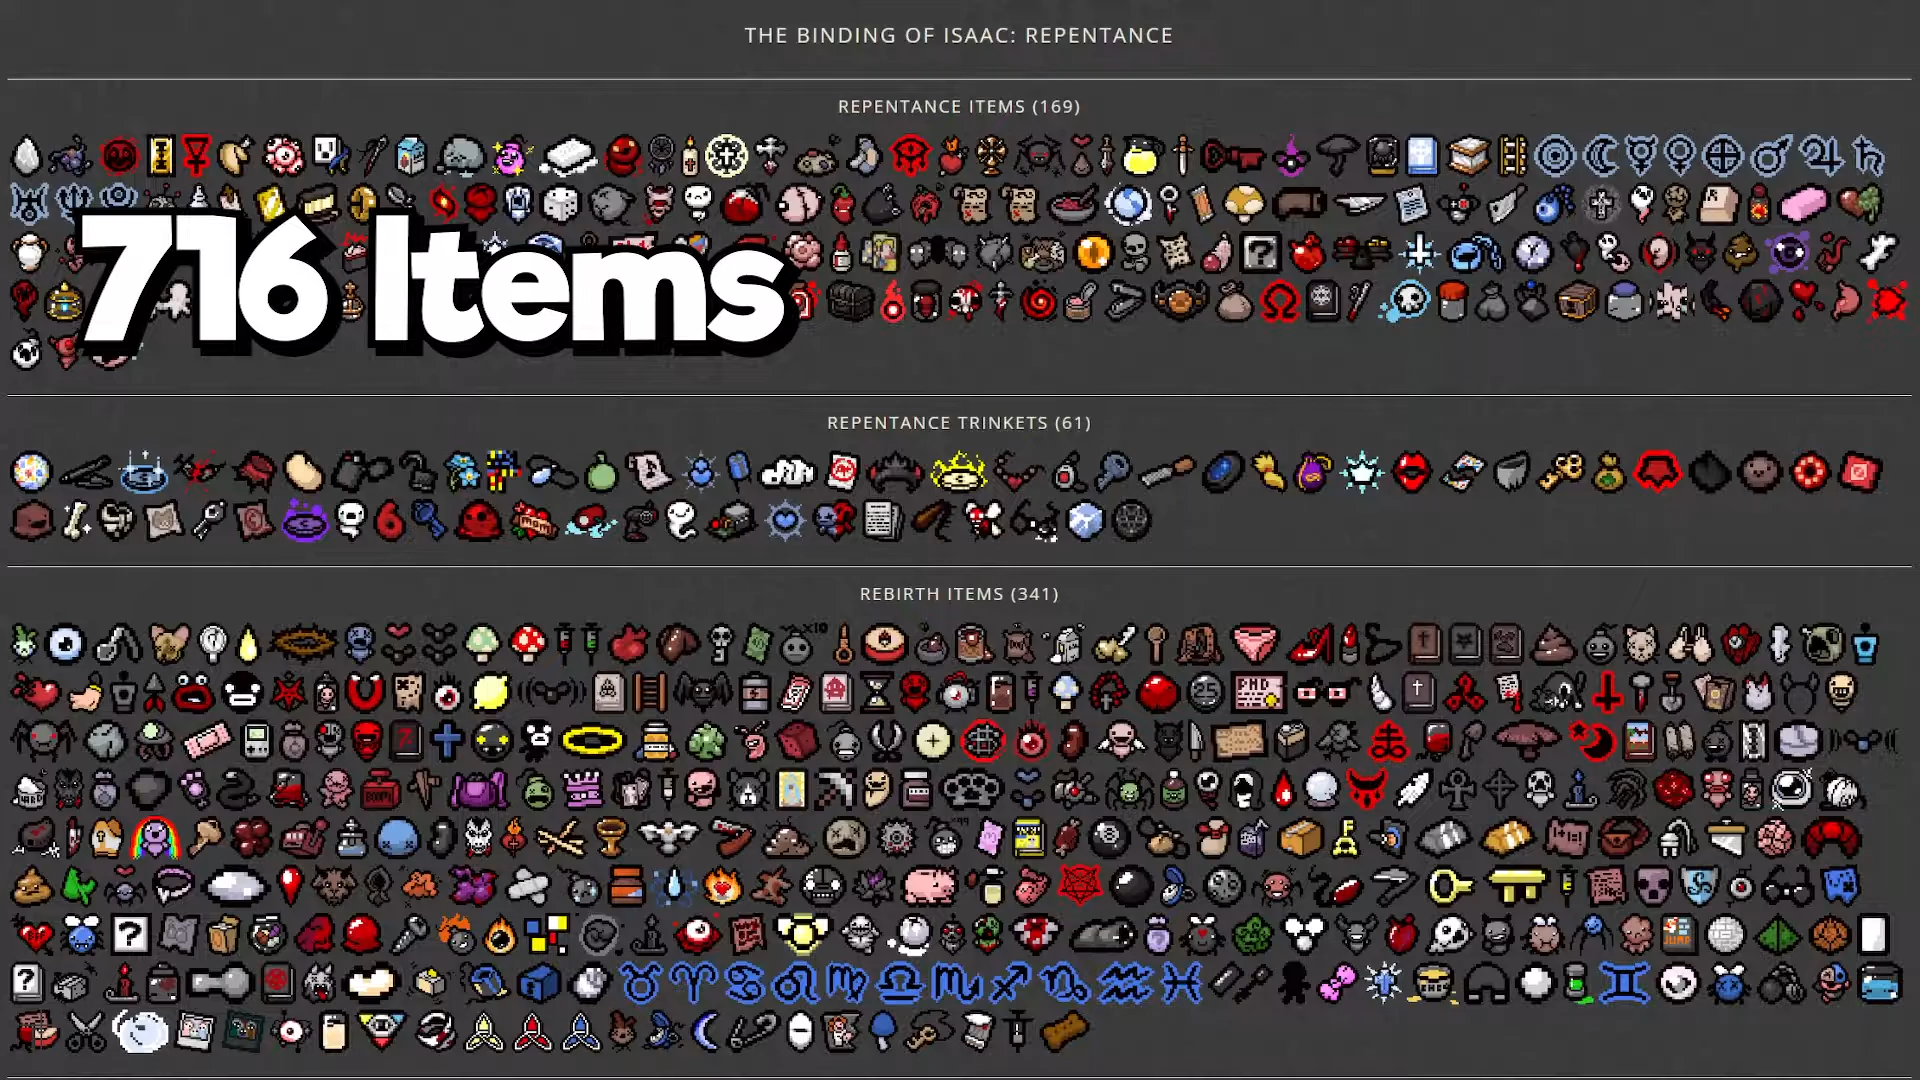 THE BINDING OF ISAAC: REPENTANCE
REPENTANCE ITEMS (169)
716 Items
REPENTANCE TRINKETS (61)
REBIRTH ITEMS (341)